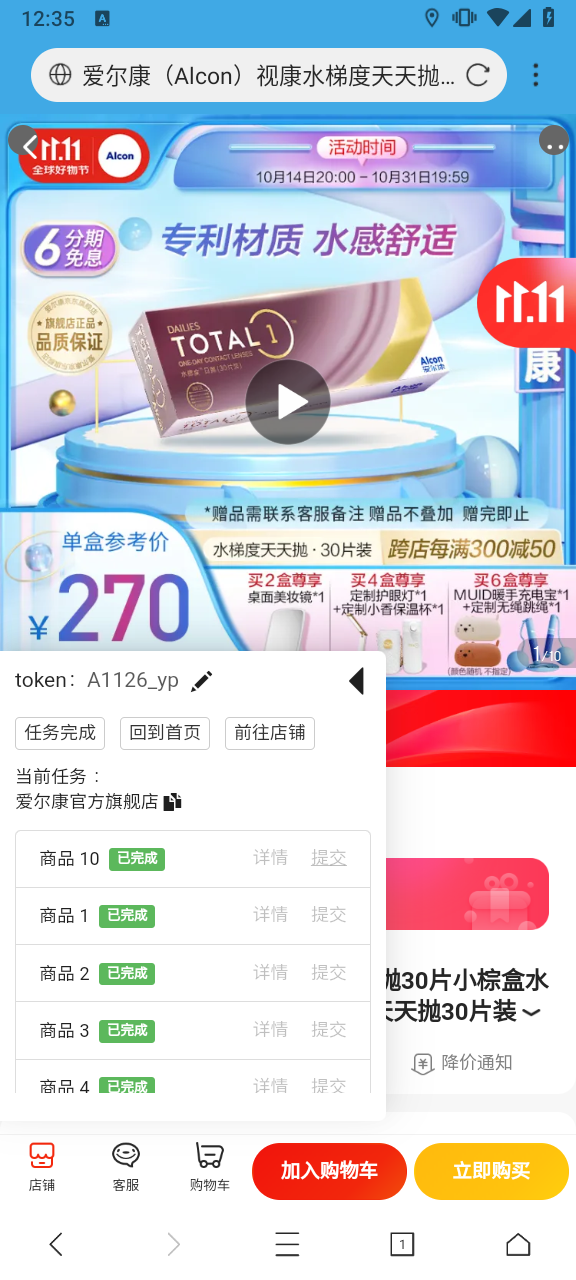 12:35
爱尔康（Alcon）视康水梯度天天抛...
11.11
Alcon
全球好物节
活动时间
10月14日20:00 - 10月31日19:59
6 分期免息
专利材质 水感舒适
旗舰店正品
品质保证
DAILIES
TOTAL 1
ONE-DAY CONTACT LENSES
Alcon
爱尔康
11.11
康
*赠品需联系客服备注 赠品不叠加 赠完即止
单盒参考价
¥270
水梯度天天抛 · 30片装 跨店每满300减50
买2盒尊享
桌面美妆镜*1
买4盒尊享
定制护眼灯*1
+定制小香保温杯*1
买6盒尊享
MUID暖手充电宝*1
+定制无绳跳绳*1
(颜色随机 不指定)
1/10
token： A1126_yp
任务完成 回到首页 前往店铺
当前任务 ：
爱尔康官方旗舰店
商品 10 已完成 详情 提交
商品 1 已完成 详情 提交
商品 2 已完成 详情 提交
商品 3 已完成 详情 提交
商品 4 已完成 详情 提交
抛30片小棕盒水
天天抛30片装
降价通知
店铺
客服
购物车
加入购物车
立即购买
1